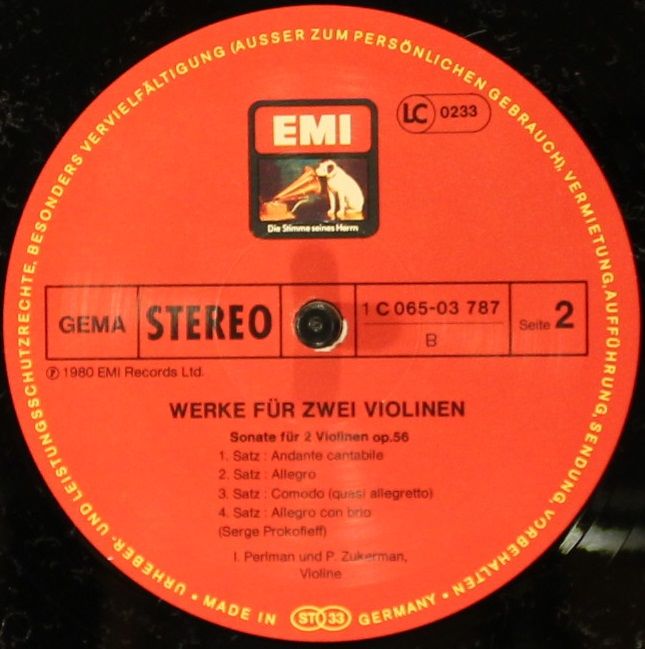 URHEBER- UND LEISTUNGSSCHUTZRECHTE, BESONDERS VERVIELFÄLTIGUNG (AUSSER ZUM PERSÖNLICHEN GEBRAUCH), VERMIETUNG, AUFFÜHRUNG, SENDUNG, VORBEHALTEN
EMI
Die Stimme seines Herrn
LC 0233
GEMA
STEREO
1 C 065-03 787
B
Seite 2
℗ 1980 EMI Records Ltd.
WERKE FÜR ZWEI VIOLINEN
Sonate für 2 Violinen op.56
1. Satz : Andante cantabile
2. Satz : Allegro
3. Satz : Comodo (quasi allegretto)
4. Satz : Allegro con brio
(Serge Prokofieff)
I. Perlman und P. Zukerman,
Violine
• MADE IN ST 33 GERMANY •